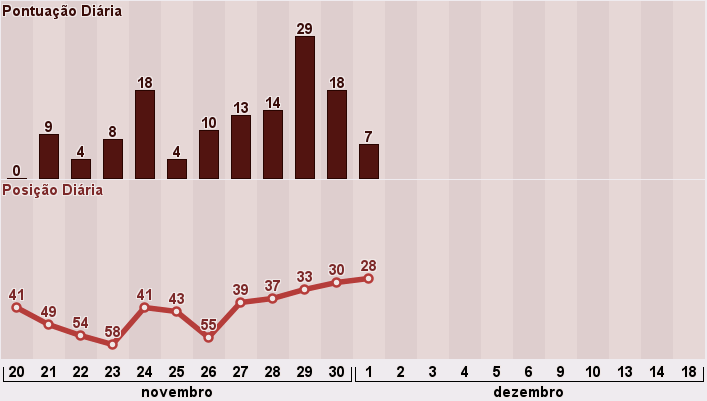 Pontuação Diária
0 9 4 8 18 4 10 13 14 29 18 7
Posição Diária
41 49 54 58 41 43 55 39 37 33 30 28
20 21 22 23 24 25 26 27 28 29 30 1 2 3 4 5 6 9 10 13 14 18
novembro dezembro